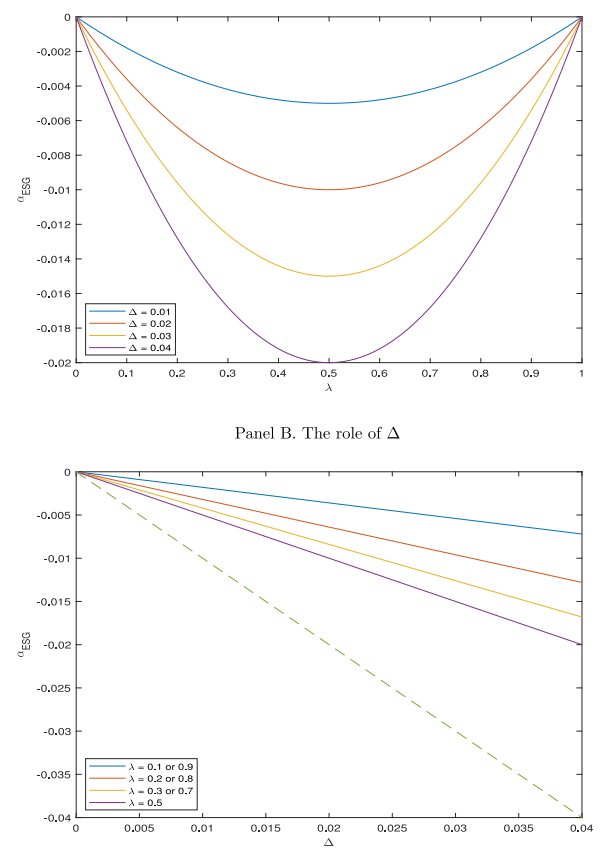 0
-0.002
-0.004
-0.006
-0.008
-0.01
-0.012
-0.014
-0.016
-0.018
-0.02
α_ESG
Δ = 0.01
Δ = 0.02
Δ = 0.03
Δ = 0.04
0 0.1 0.2 0.3 0.4 0.5 0.6 0.7 0.8 0.9 1
λ
Panel B. The role of Δ
0
-0.005
-0.01
-0.015
-0.02
-0.025
-0.03
-0.035
-0.04
α_ESG
λ = 0.1 or 0.9
λ = 0.2 or 0.8
λ = 0.3 or 0.7
λ = 0.5
0 0.005 0.01 0.015 0.02 0.025 0.03 0.035 0.04
Δ